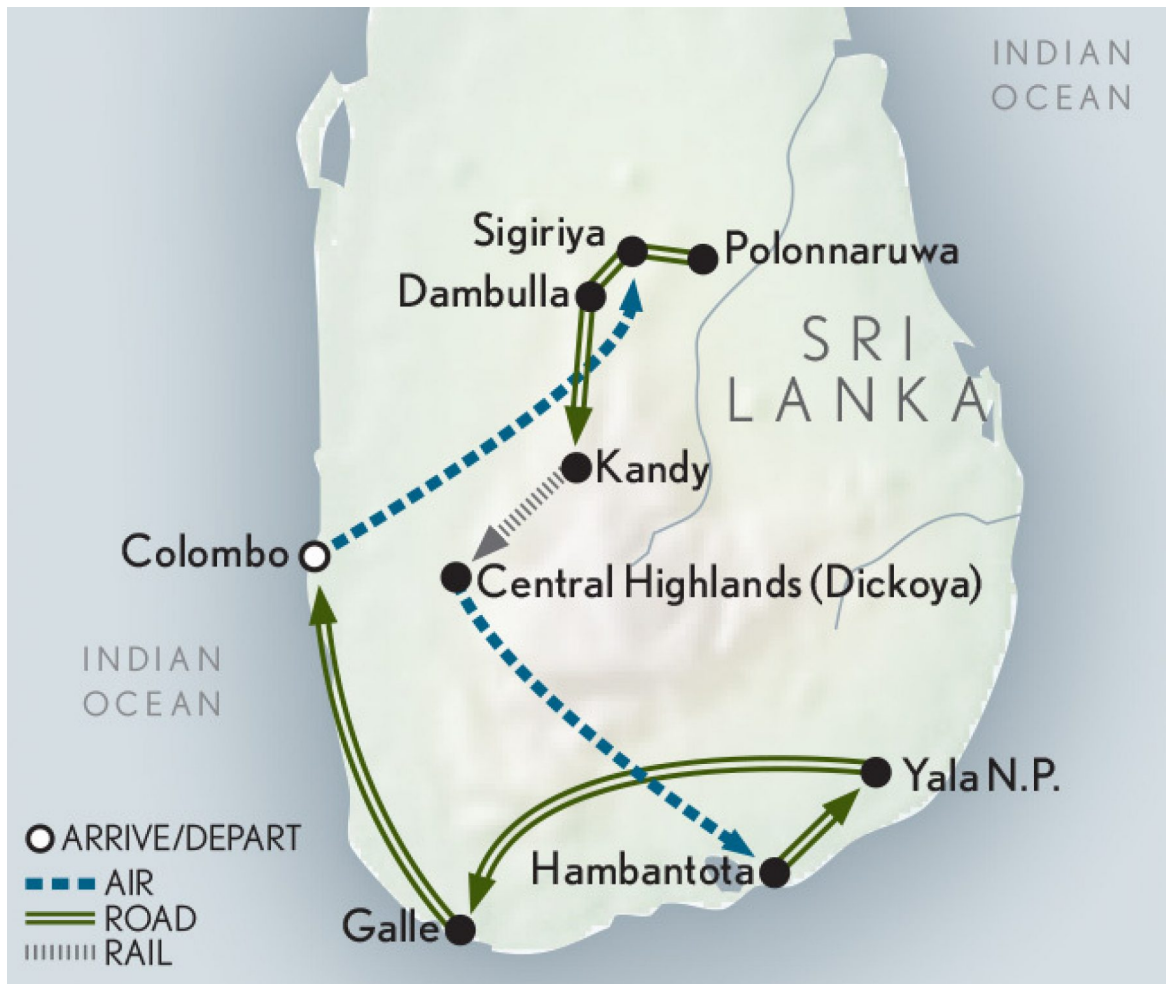 INDIAN
OCEAN
Sigiriya
Polonnaruwa
Dambulla
SRI
LANKA
Kandy
Colombo
Central Highlands (Dickoya)
INDIAN
OCEAN
Yala N.P.
Hambantota
Galle
ARRIVE/DEPART
AIR
ROAD
RAIL